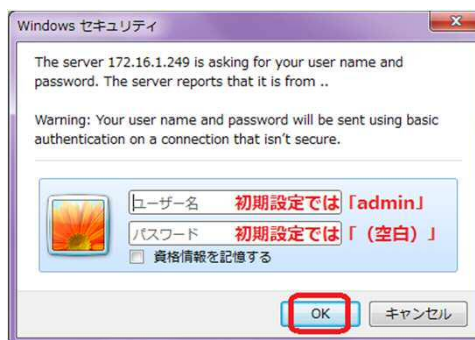 Windows セキュリティ
The server 172.16.1.249 is asking for your user name and
password. The server reports that it is from ..
Warning: Your user name and password will be sent using basic
authentication on a connection that isn't secure.
ユーザー名 初期設定では「admin」
パスワード 初期設定では「（空白）」
資格情報を記憶する
OK キャンセル